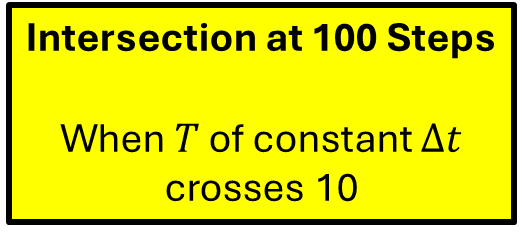 Intersection at 100 Steps
When T of constant Δt
crosses 10